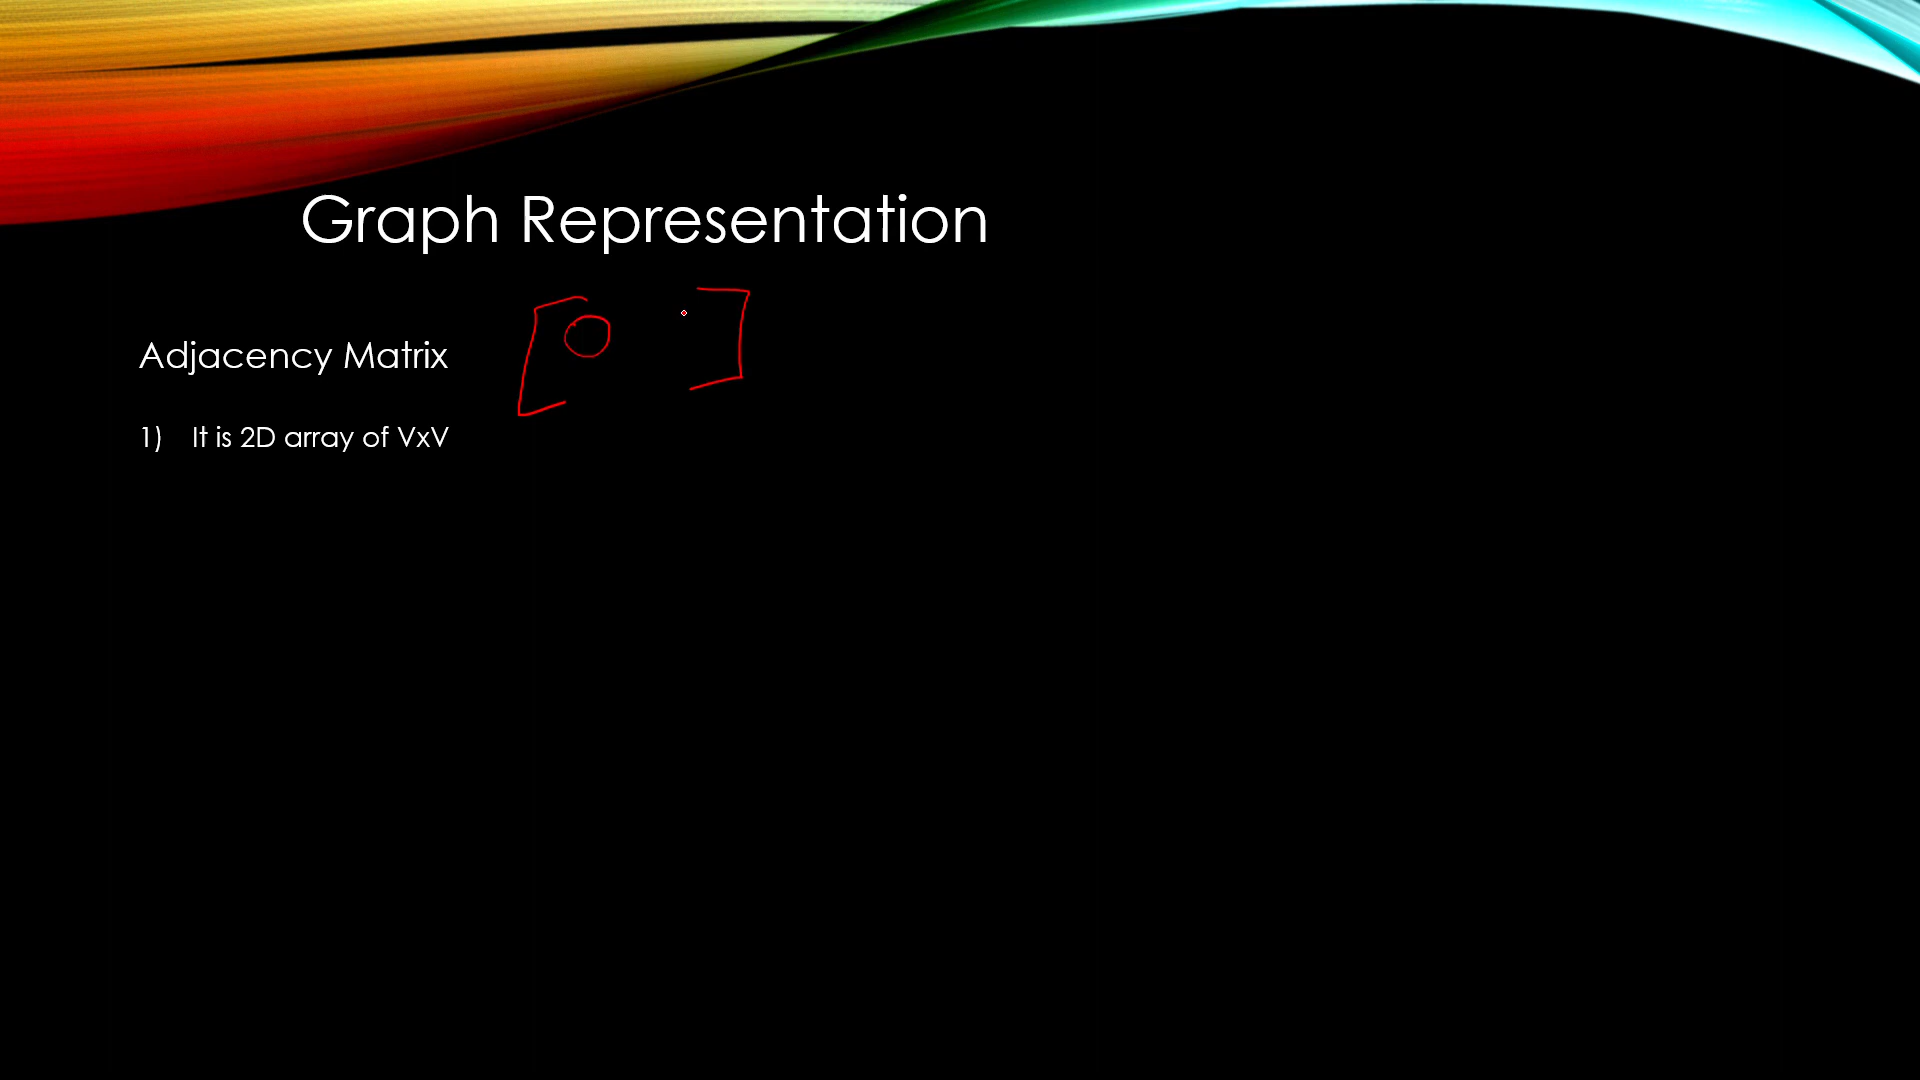 Graph Representation
Adjacency Matrix
1) It is 2D array of VxV